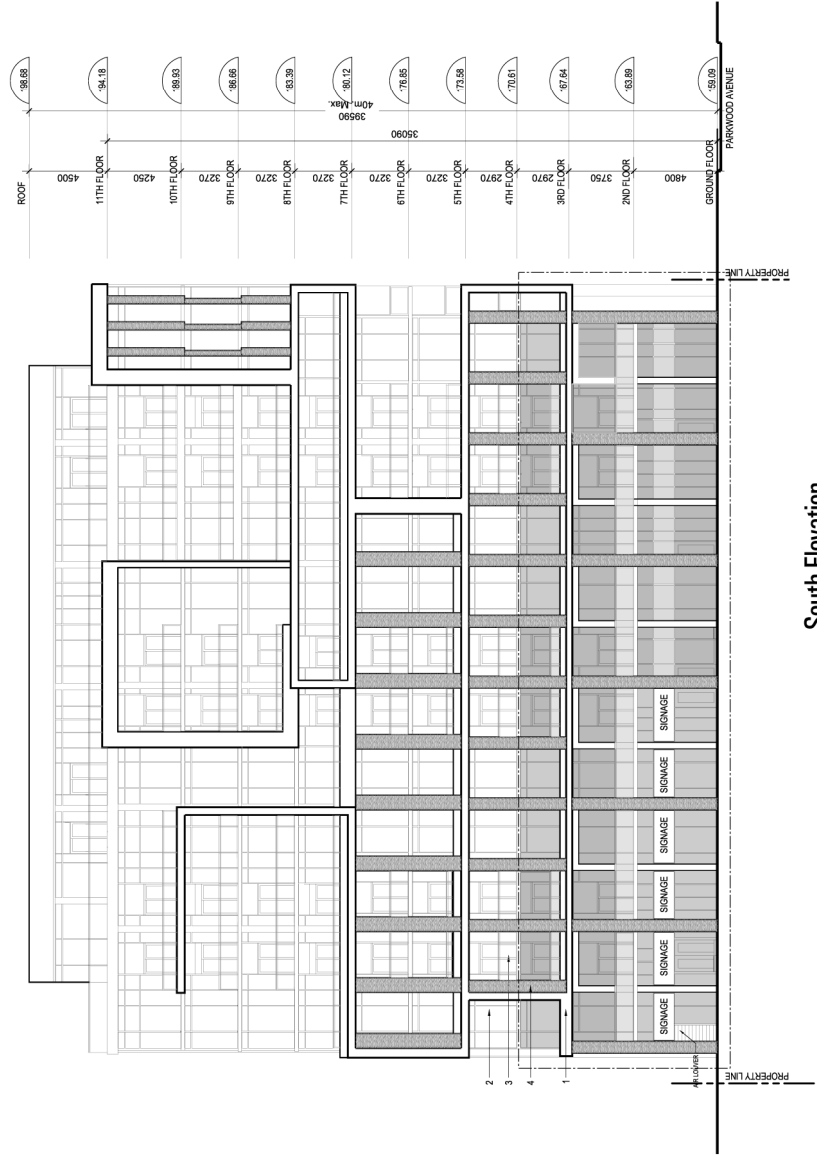 ROOF
11TH FLOOR
10TH FLOOR
9TH FLOOR
8TH FLOOR
7TH FLOOR
6TH FLOOR
5TH FLOOR
4TH FLOOR
3RD FLOOR
2ND FLOOR
GROUND FLOOR
4500
4250
3270
3270
3270
3270
3270
2970
2970
3750
4800
35090
39590
40m Max.
+98.68
+94.18
+89.93
+86.66
+83.39
+80.12
+76.85
+73.58
+70.61
+67.64
+63.89
+59.09
PARKWOOD AVENUE
PROPERTY LINE
PROPERTY LINE
SIGNAGE
SIGNAGE
SIGNAGE
SIGNAGE
SIGNAGE
SIGNAGE
AIR LOUVER
2
3
4
1
South Elevation